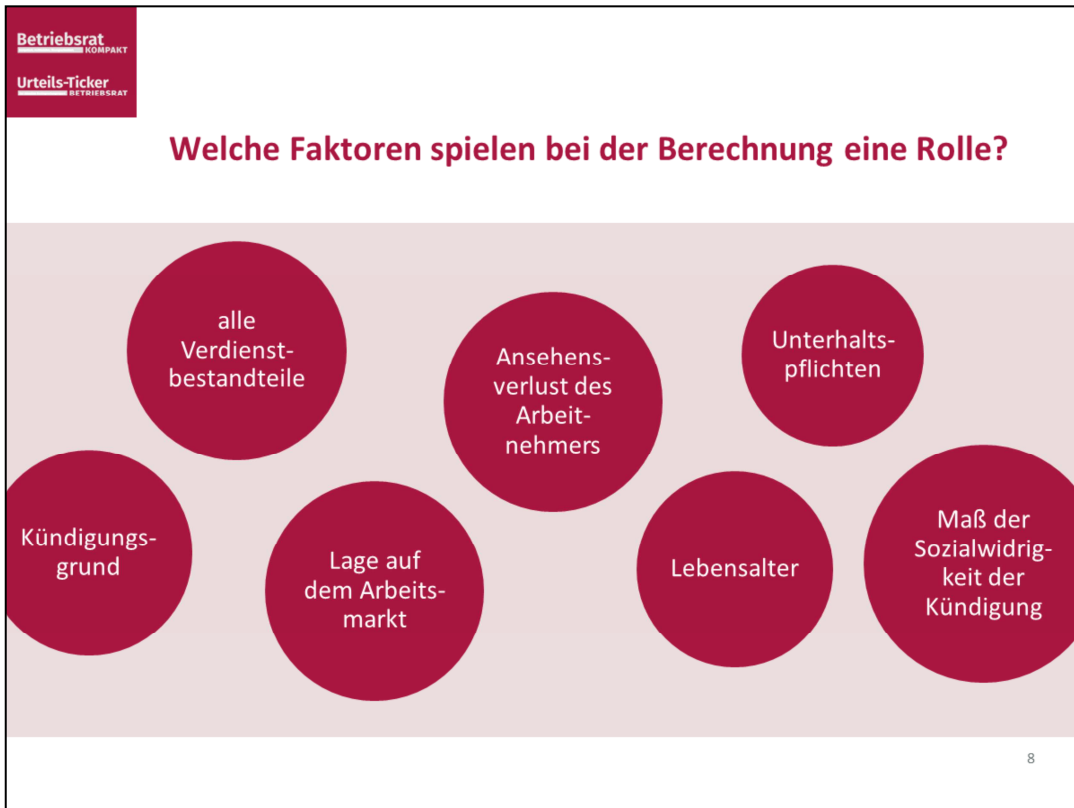 Betriebsrat
KOMPAKT
Urteils-Ticker
BETRIEBSRAT
Welche Faktoren spielen bei der Berechnung eine Rolle?
alle
Verdienst-
bestandteile
Ansehens-
verlust des
Arbeit-
nehmers
Unterhalts-
pflichten
Kündigungs-
grund
Lage auf
dem Arbeits-
markt
Lebensalter
Maß der
Sozialwidrig-
keit der
Kündigung
8